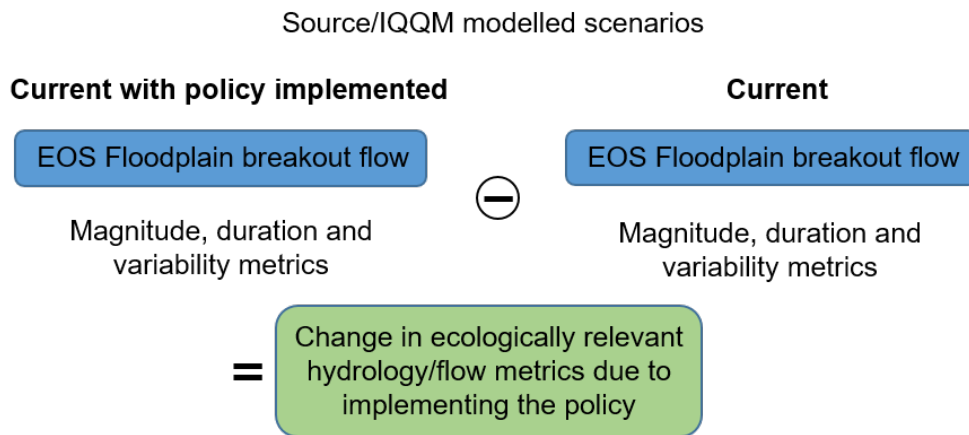 Source/IQQM modelled scenarios
Current with policy implemented
Current
EOS Floodplain breakout flow
EOS Floodplain breakout flow
Magnitude, duration and
variability metrics
Magnitude, duration and
variability metrics
=
Change in ecologically relevant
hydrology/flow metrics due to
implementing the policy